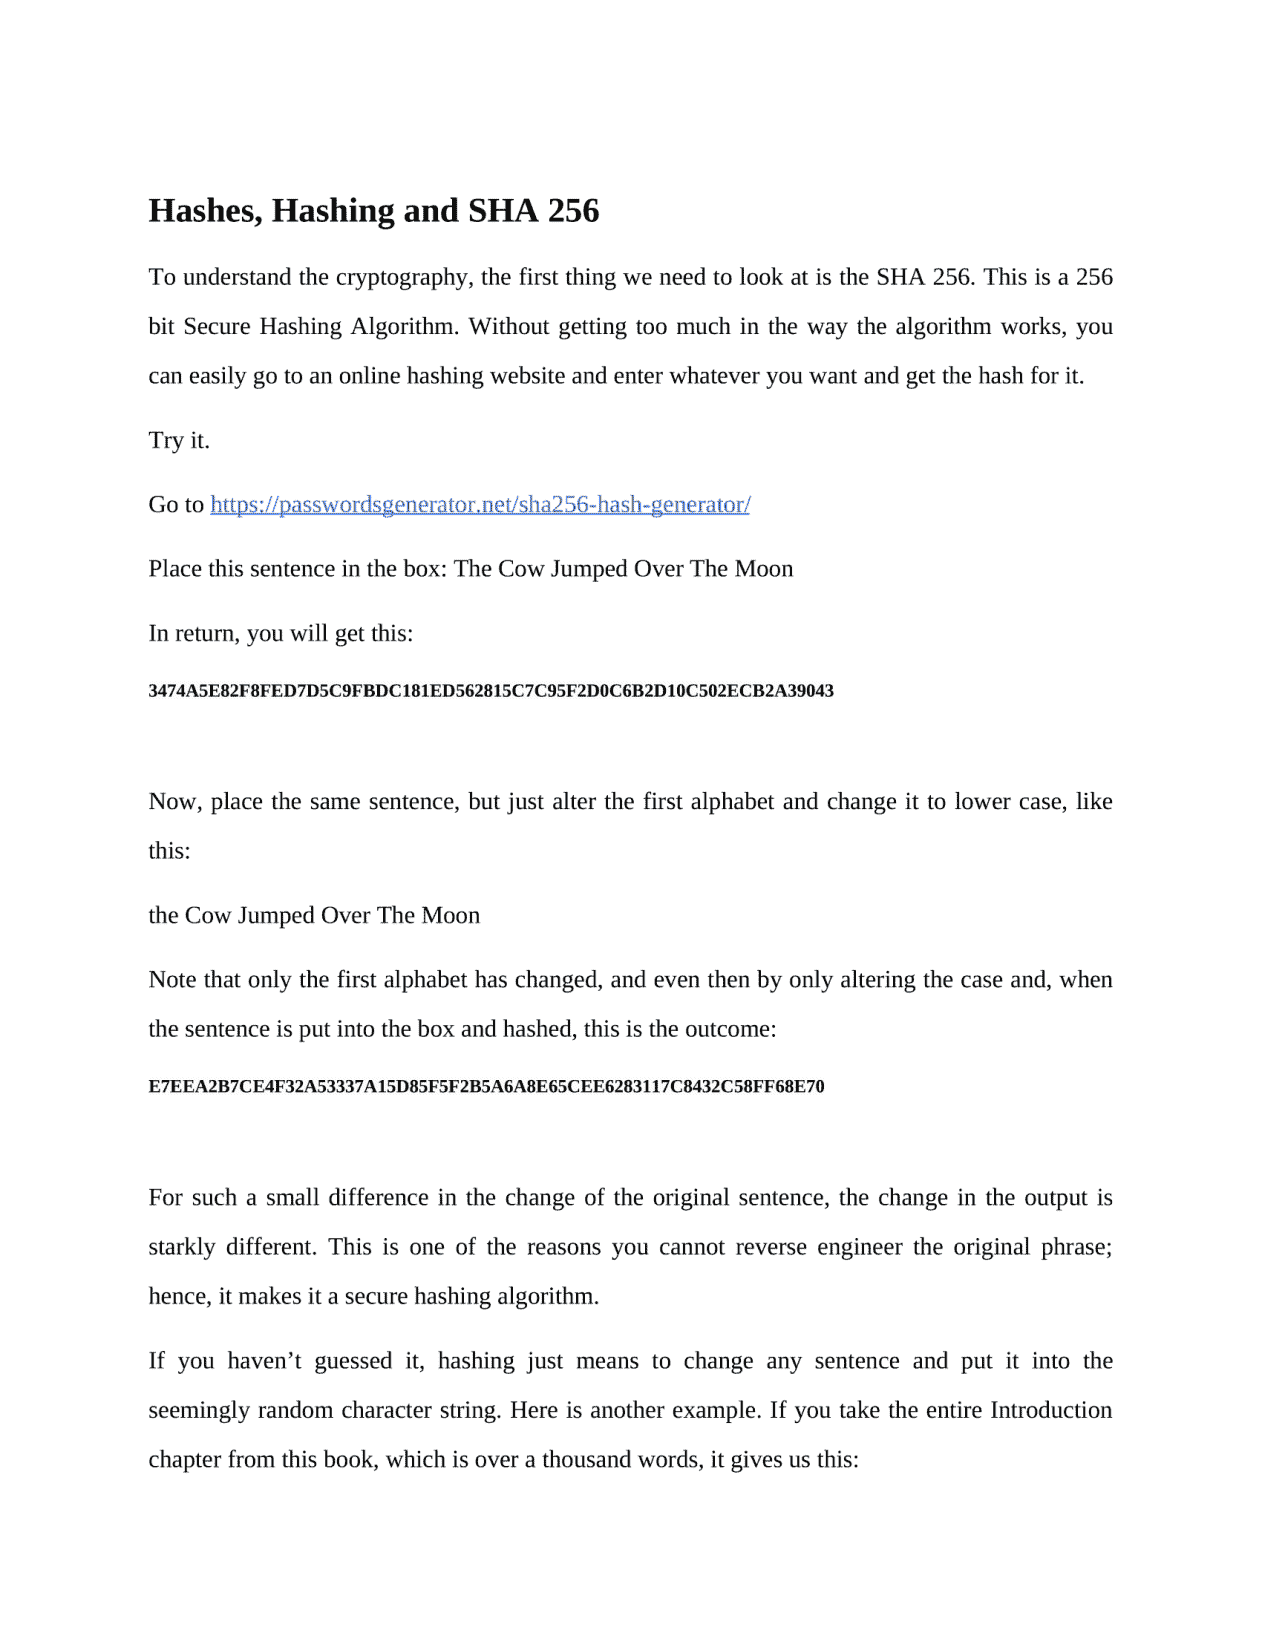 Hashes, Hashing and SHA 256
To understand the cryptography, the first thing we need to look at is the SHA 256. This is a 256
bit Secure Hashing Algorithm. Without getting too much in the way the algorithm works, you
can easily go to an online hashing website and enter whatever you want and get the hash for it.
Try it.
Go to https://passwordsgenerator.net/sha256-hash-generator/
Place this sentence in the box: The Cow Jumped Over The Moon
In return, you will get this:
3474A5E82F8FED7D5C9FBDC181ED562815C7C95F2D0C6B2D10C502ECB2A39043
Now, place the same sentence, but just alter the first alphabet and change it to lower case, like
this:
the Cow Jumped Over The Moon
Note that only the first alphabet has changed, and even then by only altering the case and, when
the sentence is put into the box and hashed, this is the outcome:
E7EEA2B7CE4F32A53337A15D85F5F2B5A6A8E65CEE6283117C8432C58FF68E70
For such a small difference in the change of the original sentence, the change in the output is
starkly different. This is one of the reasons you cannot reverse engineer the original phrase;
hence, it makes it a secure hashing algorithm.
If you haven’t guessed it, hashing just means to change any sentence and put it into the
seemingly random character string. Here is another example. If you take the entire Introduction
chapter from this book, which is over a thousand words, it gives us this: